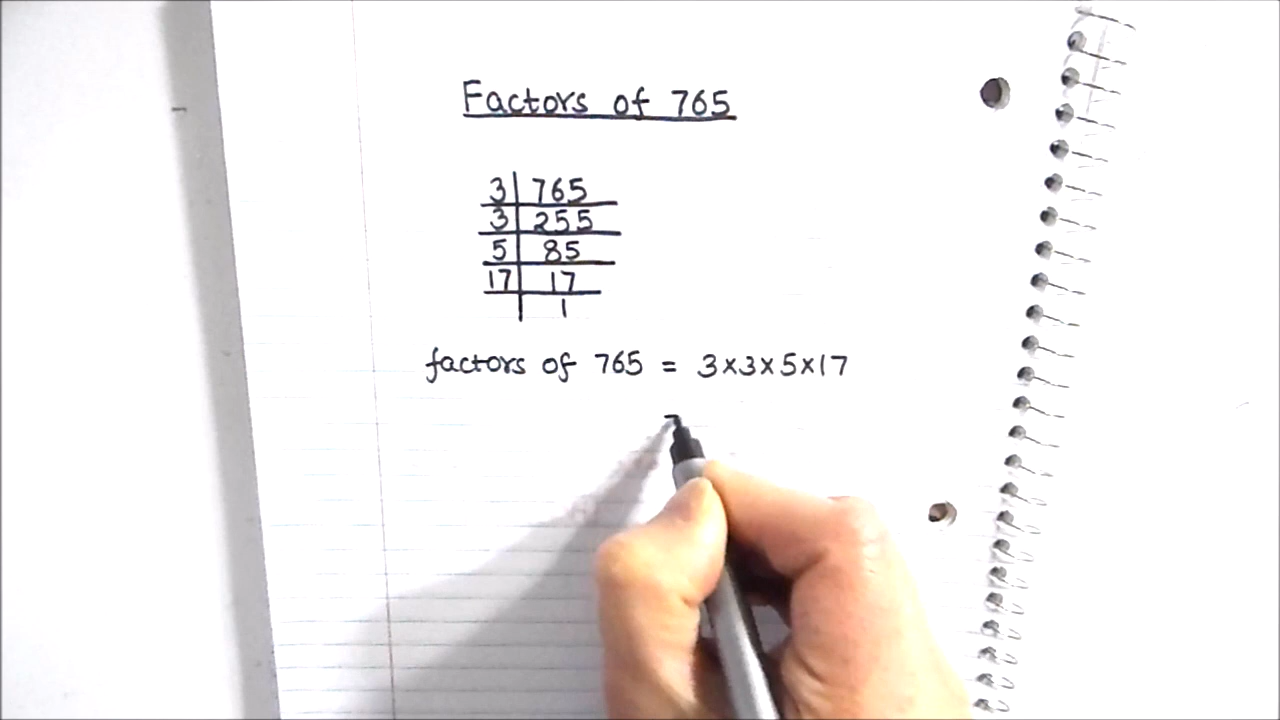 Factors of 765
3 765
3 255
5 85
17 17
1
factors of 765 = 3×3×5×17